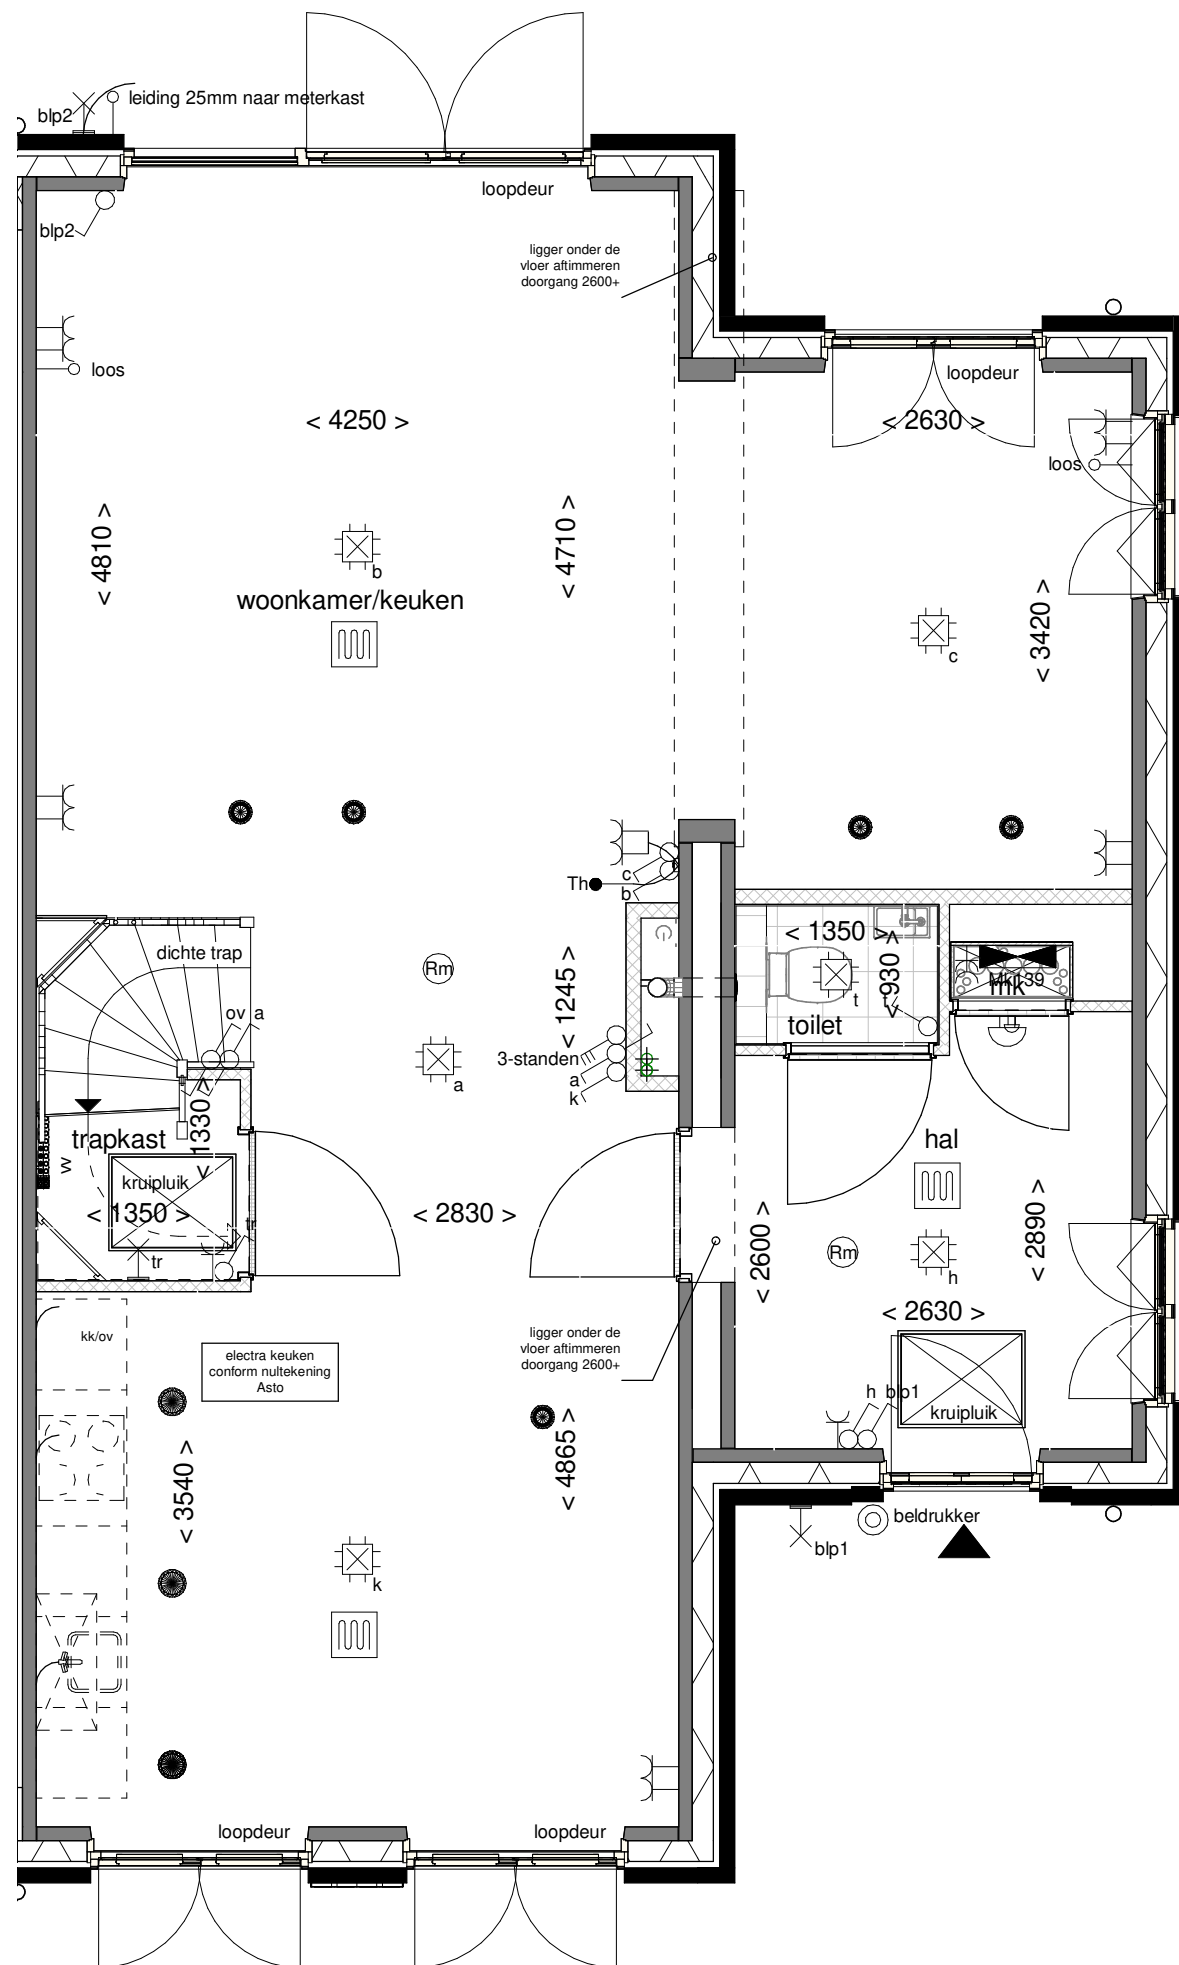 leiding 25mm naar meterkast
blp2
loopdeur
blp2
ligger onder de
vloer aftimmeren
doorgang 2600+
loos
loopdeur
< 4250 >
< 2630 >
loos
< 4810 >
< 4710 >
b
woonkamer/keuken
< 3420 >
c
c
Th
b
dichte trap
< 1350 >
< 930 >
Rm
t
t
mk
toilet
ov
a
< 1245 >
3-standen
a
a
k
trapkast
< 1330 >
hal
w
kruipluik
< 1350 >
< 2830 >
tr
tr
< 2600 >
Rm
< 2890 >
h
< 2630 >
kk/ov
electra keuken
conform nultekening
Asto
ligger onder de
vloer aftimmeren
doorgang 2600+
h
blp1
kruipluik
< 3540 >
< 4865 >
beldrukker
blp1
k
loopdeur
loopdeur